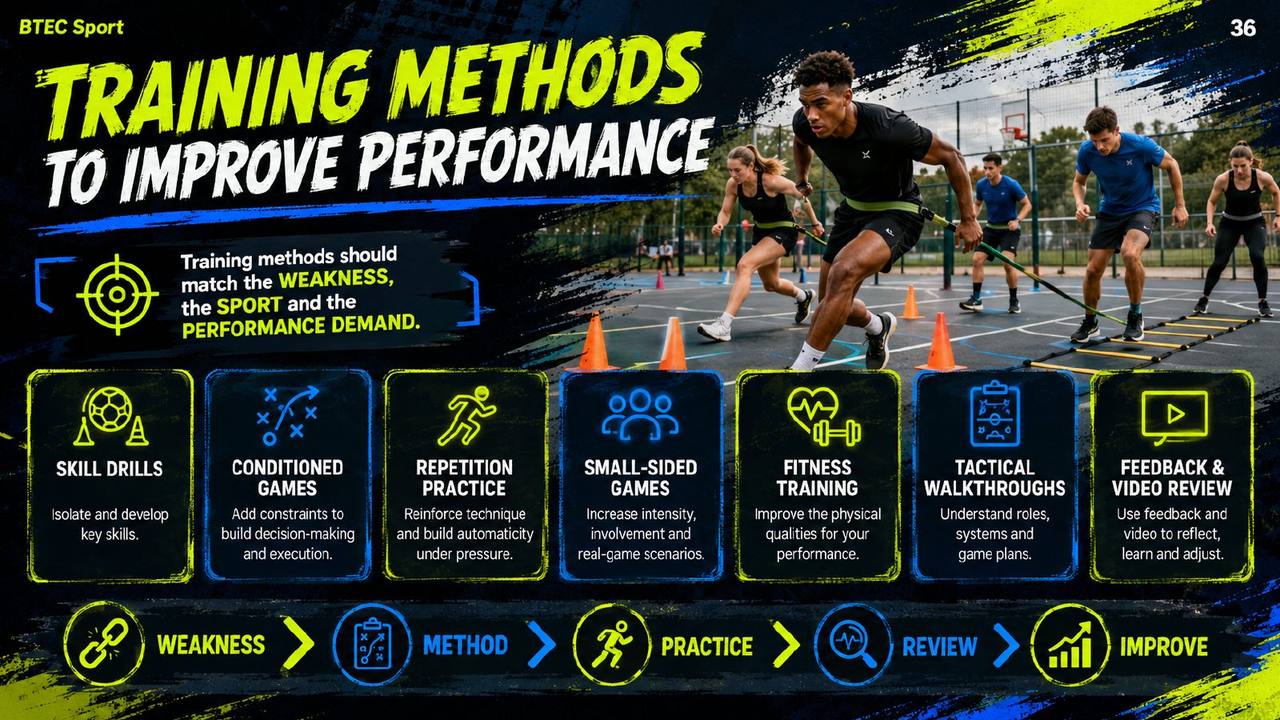 BTEC Sport
36
TRAINING METHODS
TO IMPROVE PERFORMANCE
Training methods should
match the WEAKNESS,
the SPORT and the
PERFORMANCE DEMAND.
SKILL DRILLS
Isolate and develop
key skills.
CONDITIONED
GAMES
Add constraints to
build decision-making
and execution.
REPETITION
PRACTICE
Reinforce technique
and build automaticity
under pressure.
SMALL-SIDED
GAMES
Increase intensity,
involvement and
real-game scenarios.
FITNESS
TRAINING
Improve the physical
qualities for your
performance.
TACTICAL
WALKTHROUGHS
Understand roles,
systems and
game plans.
FEEDBACK &
VIDEO REVIEW
Use feedback and
video to reflect,
learn and adjust.
WEAKNESS
METHOD
PRACTICE
REVIEW
IMPROVE